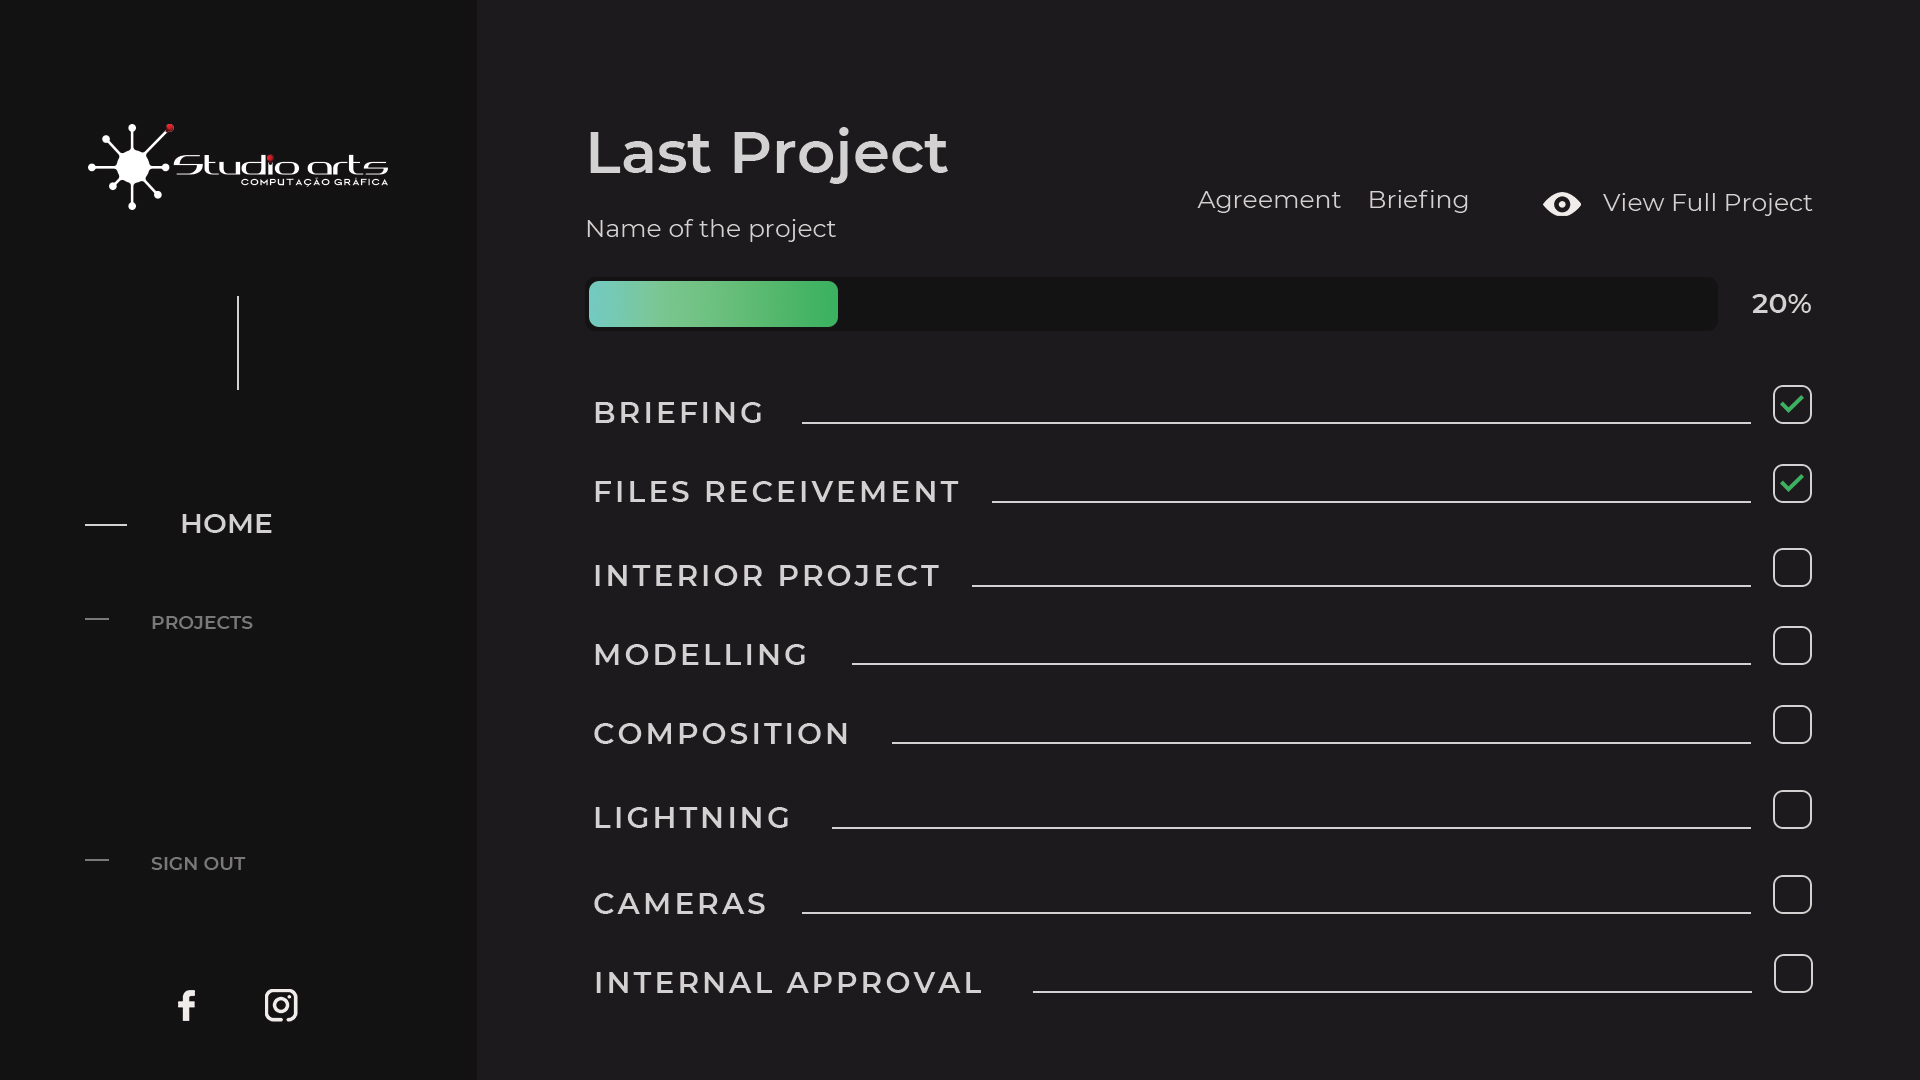 Studio arts
COMPUTAÇÃO GRÁFICA
HOME
PROJECTS
SIGN OUT
Last Project
Name of the project
Agreement Briefing View Full Project
20%
BRIEFING
FILES RECEIVEMENT
INTERIOR PROJECT
MODELLING
COMPOSITION
LIGHTNING
CAMERAS
INTERNAL APPROVAL